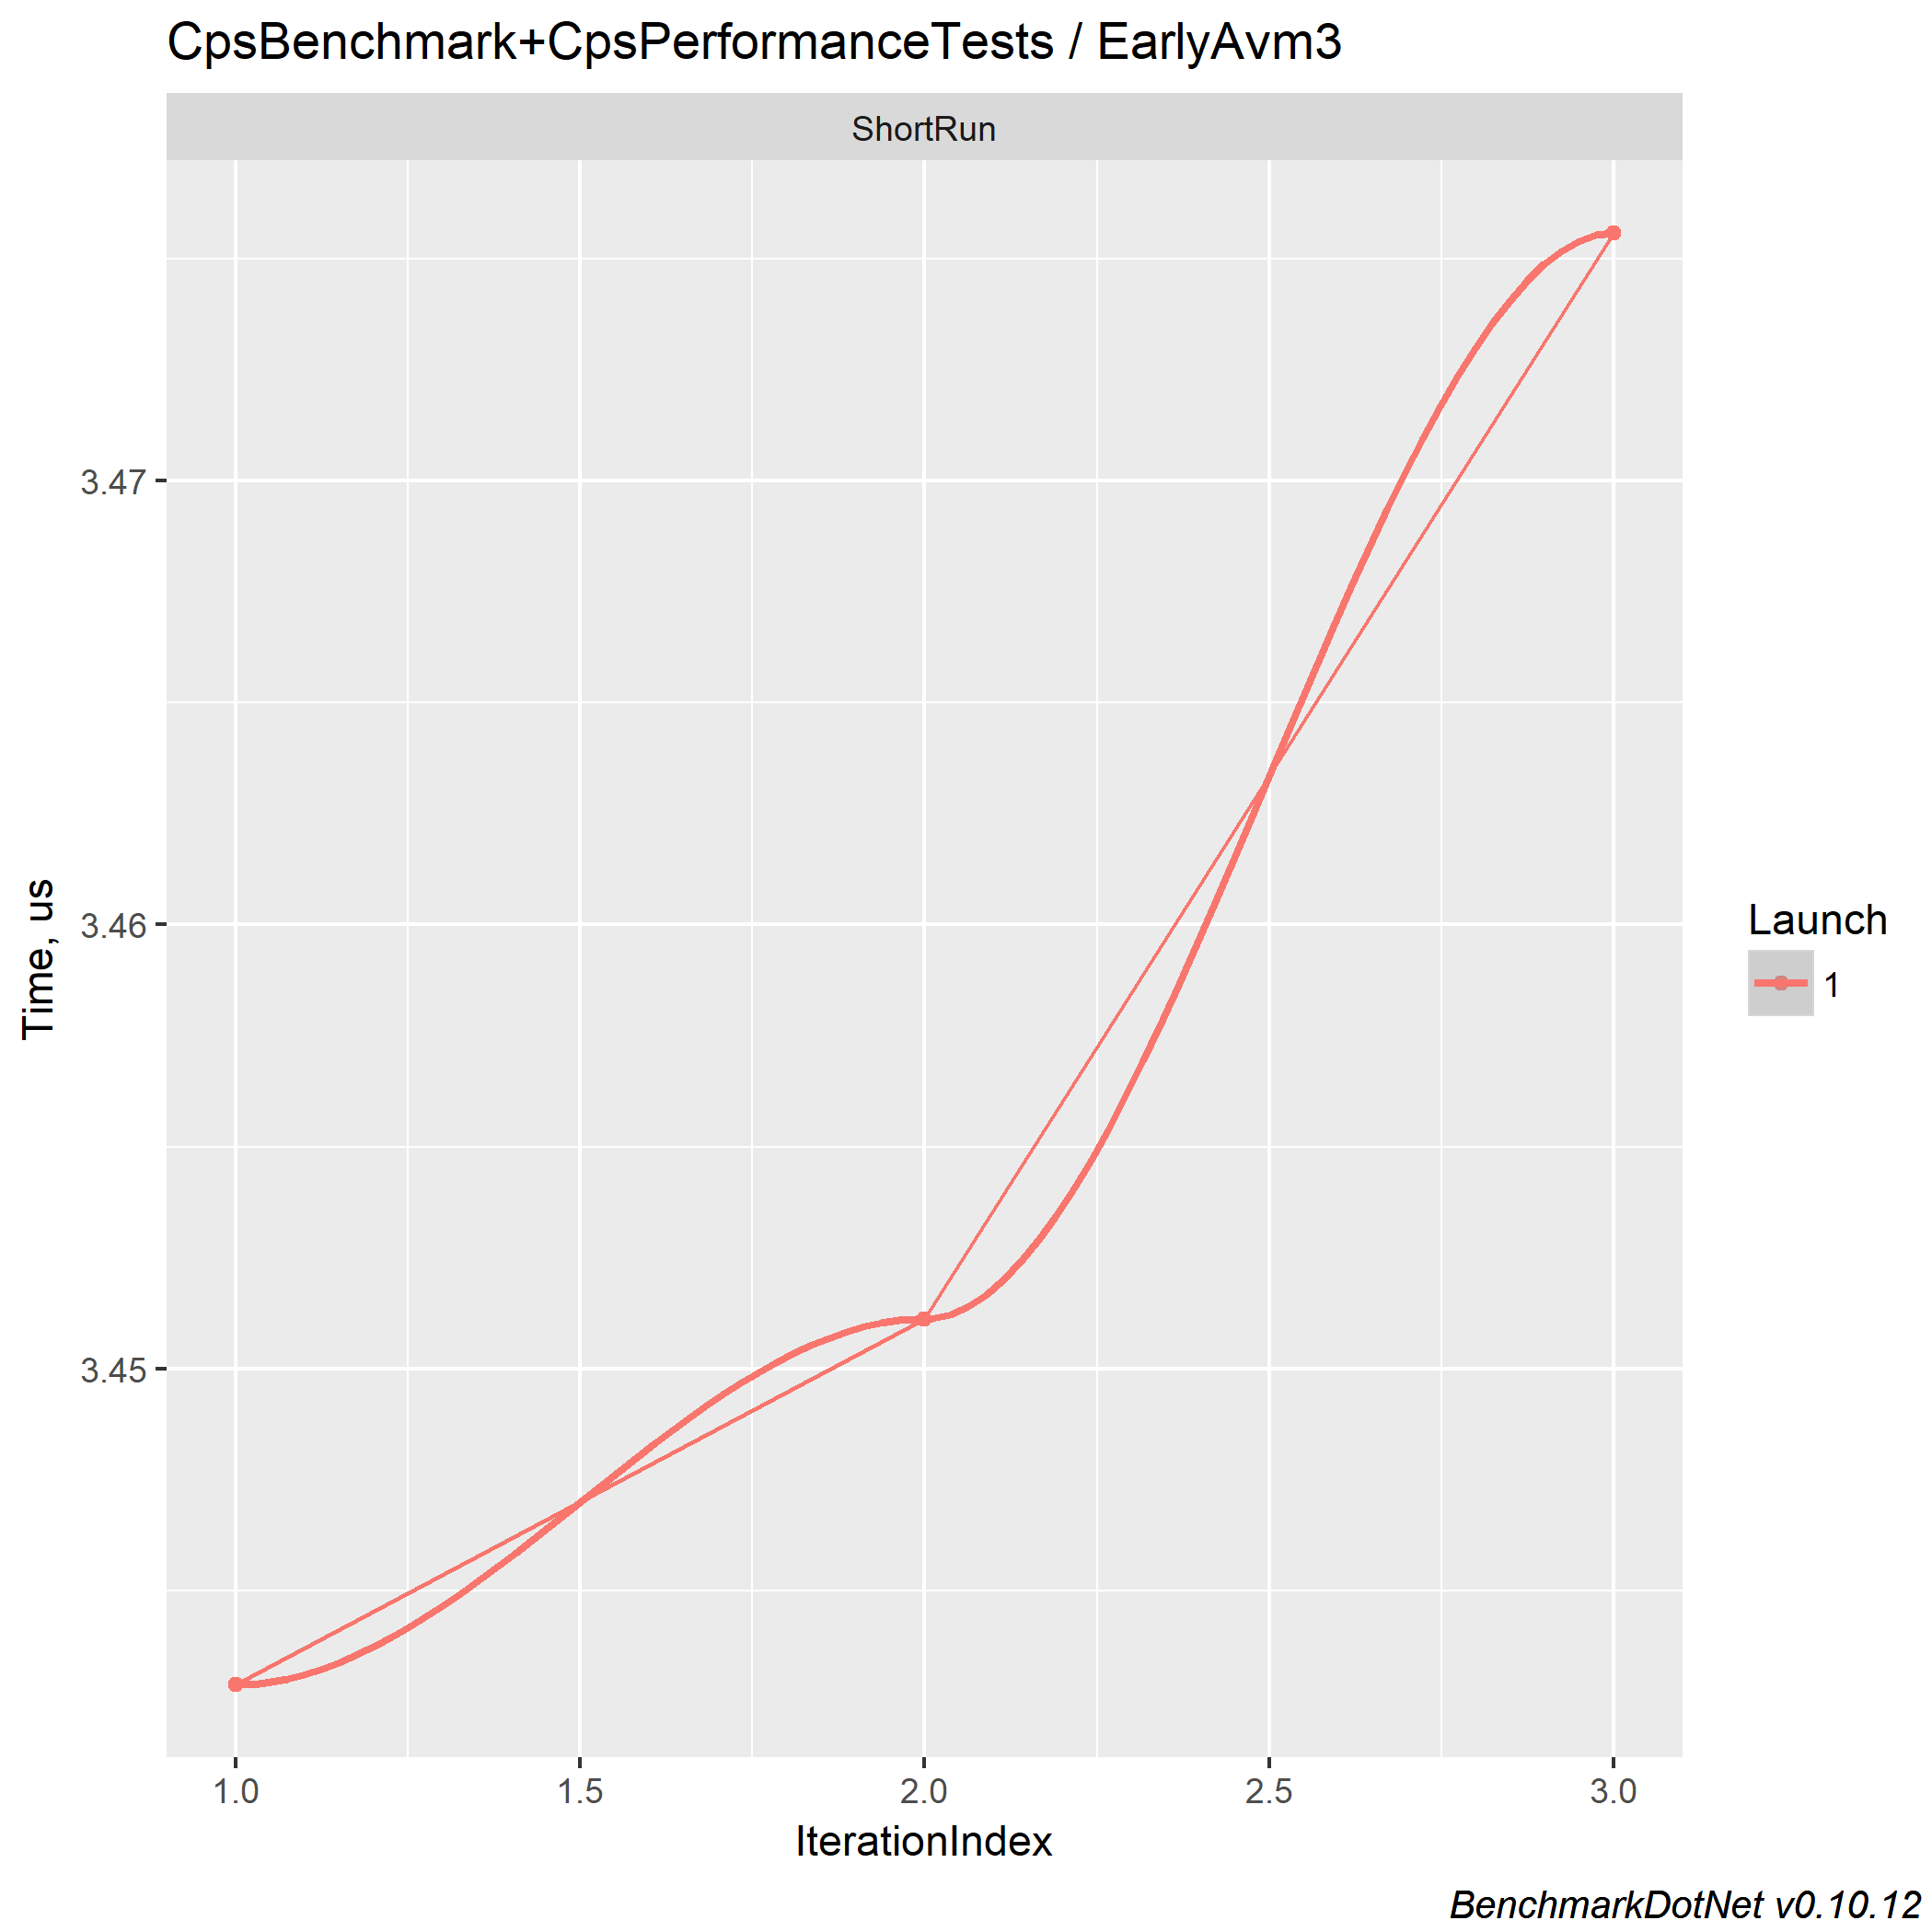 CpsBenchmark+CpsPerformanceTests / EarlyAvm3
ShortRun
3.47
3.46
3.45
Time, us
1.0 1.5 2.0 2.5 3.0
IterationIndex
Launch
1
BenchmarkDotNet v0.10.12